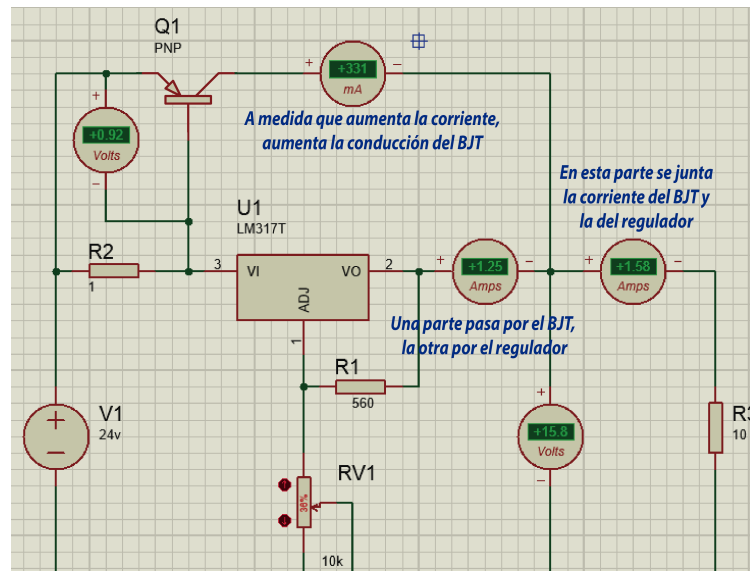 Q1
PNP
+331
mA
+0.92
Volts
A medida que aumenta la corriente,
aumenta la conducción del BJT
En esta parte se junta
la corriente del BJT y
la del regulador
U1
LM317T
R2
1
3
VI
VO
2
ADJ
1
+1.25
Amps
+1.58
Amps
Una parte pasa por el BJT,
la otra por el regulador
R1
560
V1
24v
+15.8
Volts
R3
10
RV1
36%
10k